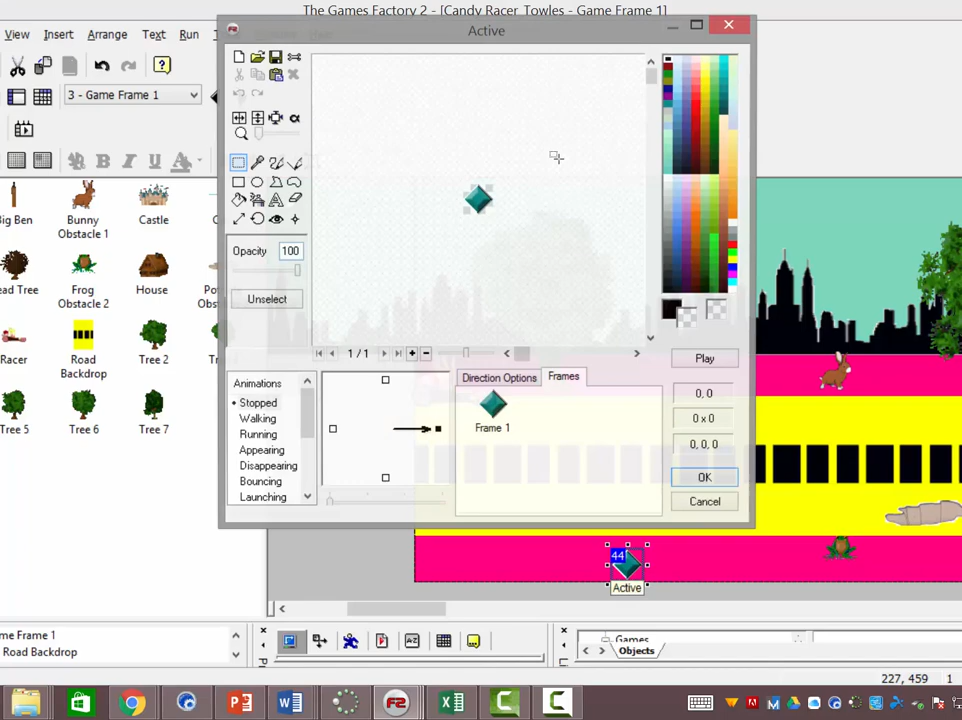 The Games Factory 2 - [Candy Racer_Towles - Game Frame 1]
View Insert Arrange Text Run
Active
3 - Game Frame 1
B I U A
Big Ben
Bunny Obstacle 1
Castle
Dead Tree
Frog Obstacle 2
House
Racer
Road Backdrop
Tree 2
Tree 5
Tree 6
Tree 7
Opacity 100
Unselect
1 / 1
Animations
Stopped
Walking
Running
Appearing
Disappearing
Bouncing
Launching
Direction Options
Frames
Frame 1
Play
0, 0
0 x 0
0, 0, 0
OK
Cancel
44
Active
me Frame 1
Road Backdrop
Games
Objects
227, 459
1